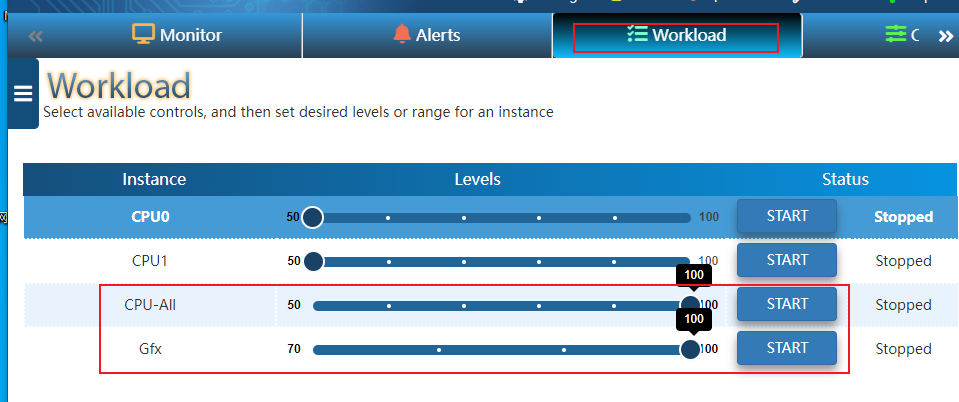 « Monitor Alerts Workload C »
Workload
Select available controls, and then set desired levels or range for an instance
Instance Levels Status
CPU0 50 100 START Stopped
CPU1 50 100 START Stopped
100
CPU-All 50 100 START Stopped
100
Gfx 70 100 START Stopped